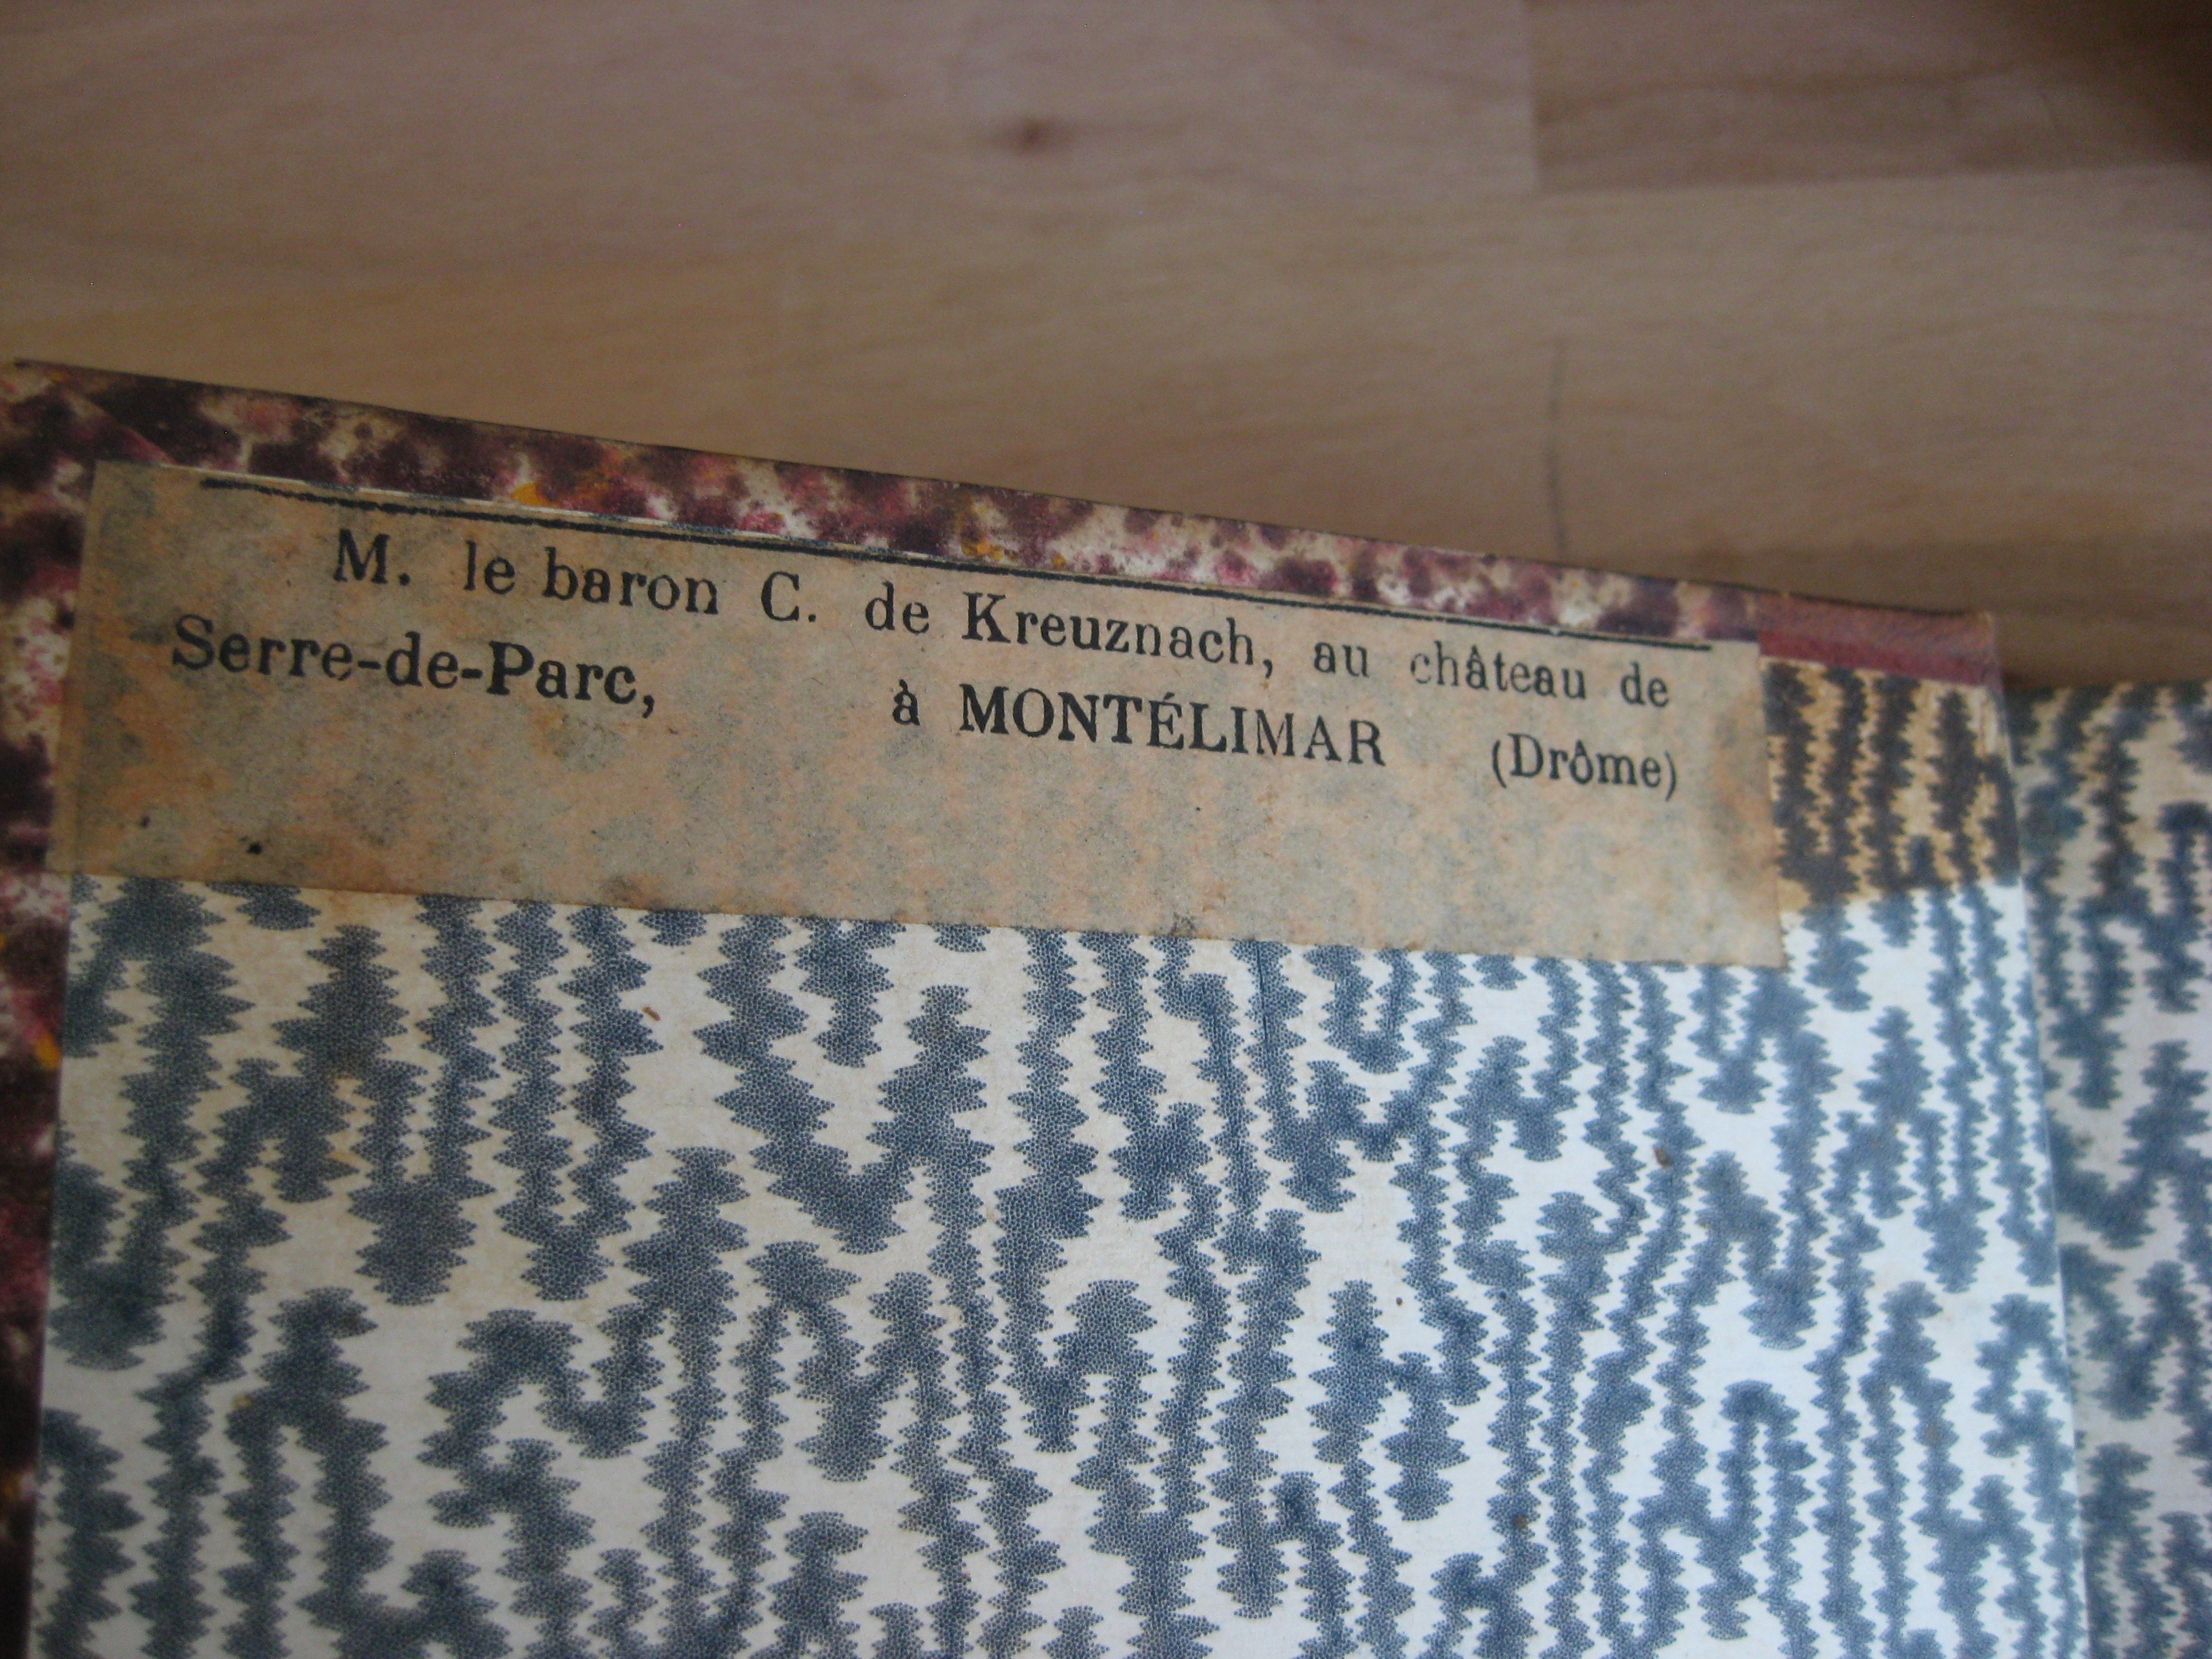 M. le baron C. de Kreuznach, au château de
Serre-de-Parc, à MONTÉLIMAR (Drôme)